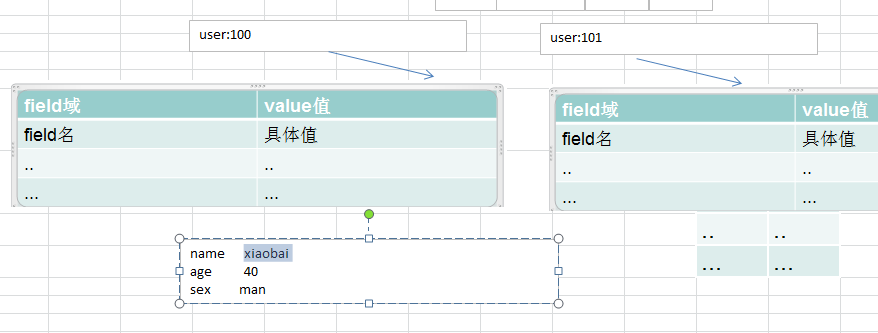 user:100
user:101
field域 value值
field名 具体值
.. ..
... ...
field域 value值
field名 具体值
.. ..
... ...
.. ..
... ...
name xiaobai
age 40
sex man